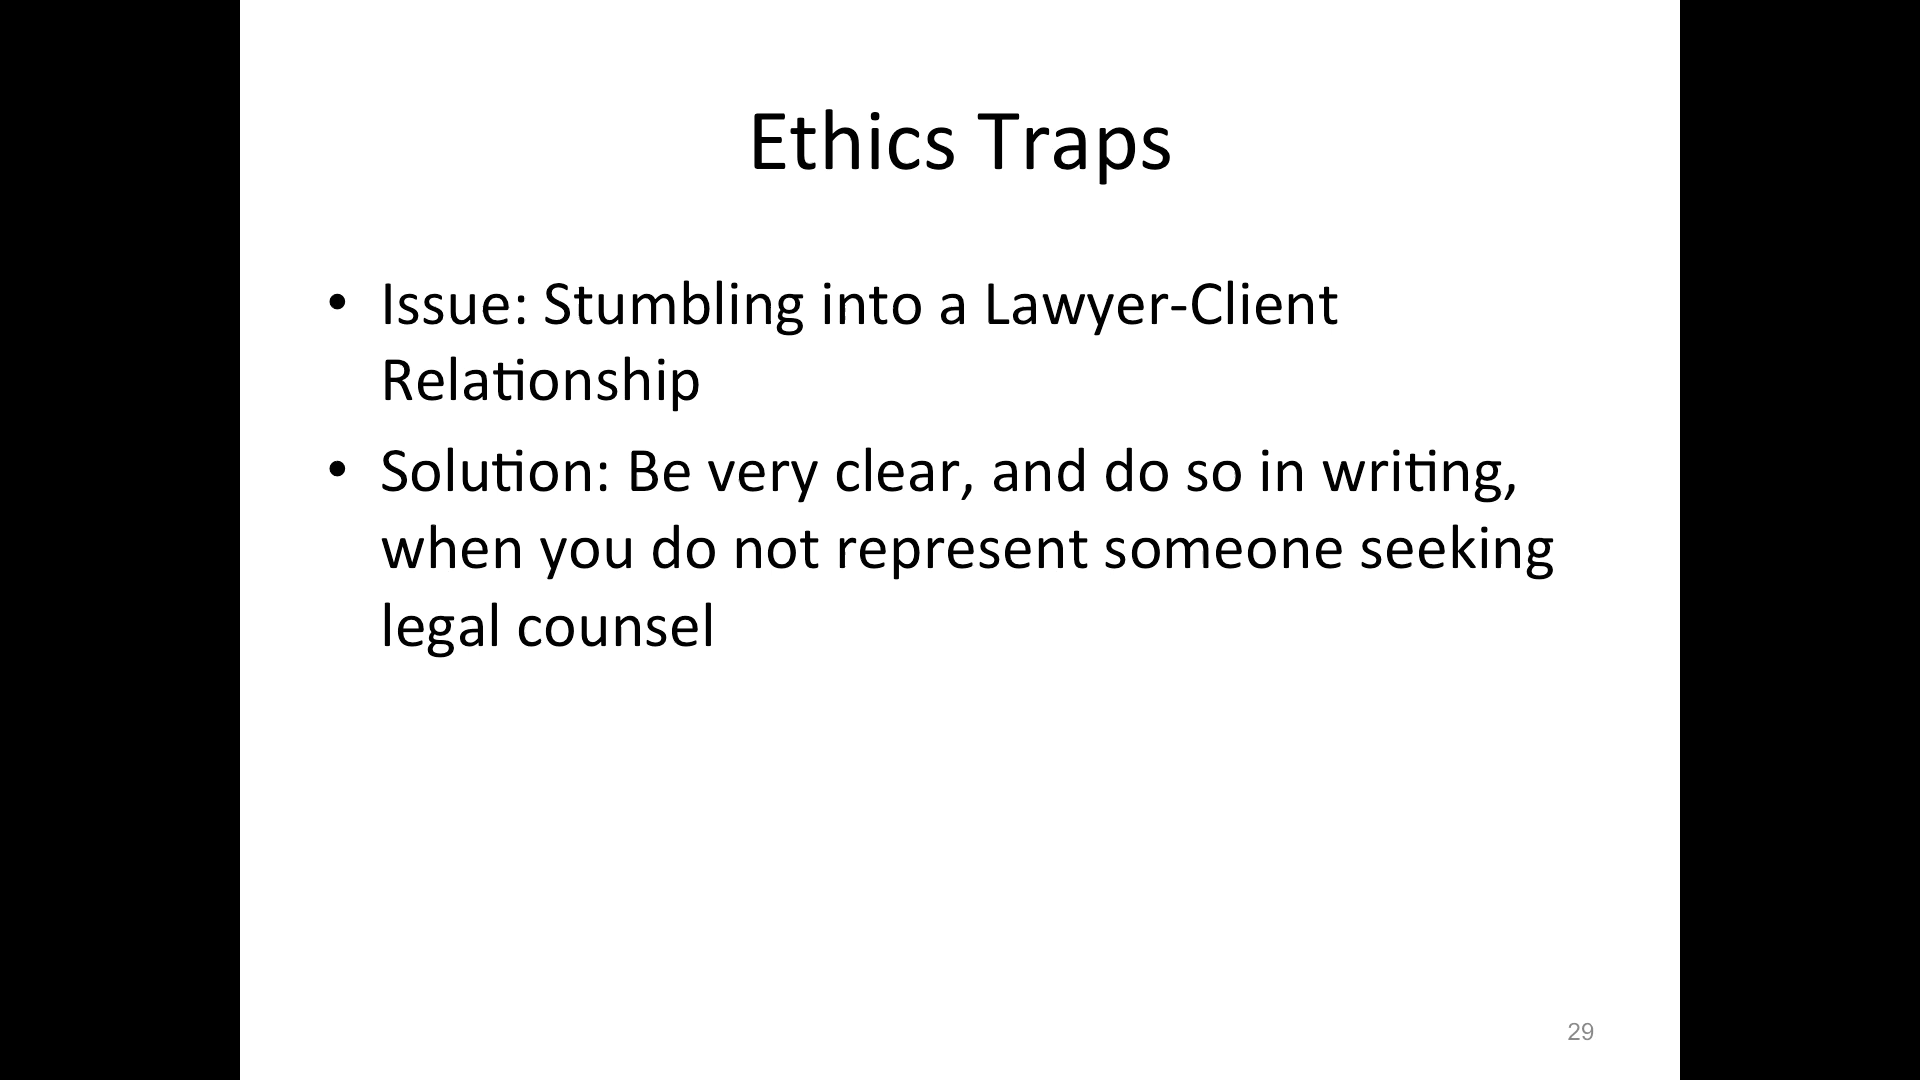 Ethics Traps
• Issue: Stumbling into a Lawyer-Client
Relationship
• Solution: Be very clear, and do so in writing,
when you do not represent someone seeking
legal counsel
29